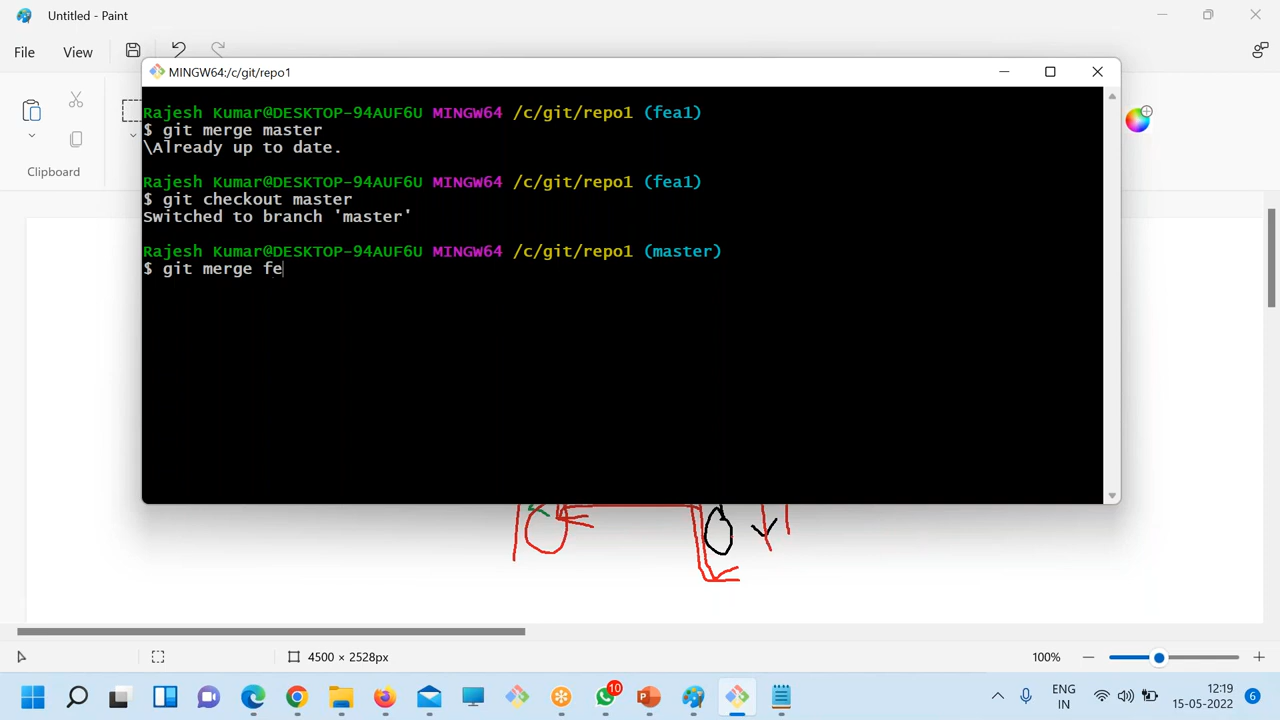 Untitled - Paint
File
View
MINGW64:/c/git/repo1
Rajesh Kumar@DESKTOP-94AUF6U MINGW64 /c/git/repo1 (fea1)
$ git merge master
\Already up to date.
Rajesh Kumar@DESKTOP-94AUF6U MINGW64 /c/git/repo1 (fea1)
$ git checkout master
Switched to branch 'master'
Rajesh Kumar@DESKTOP-94AUF6U MINGW64 /c/git/repo1 (master)
$ git merge fe
Clipboard
4500 × 2528px
100%
10
ENG
IN
12:19
15-05-2022
6